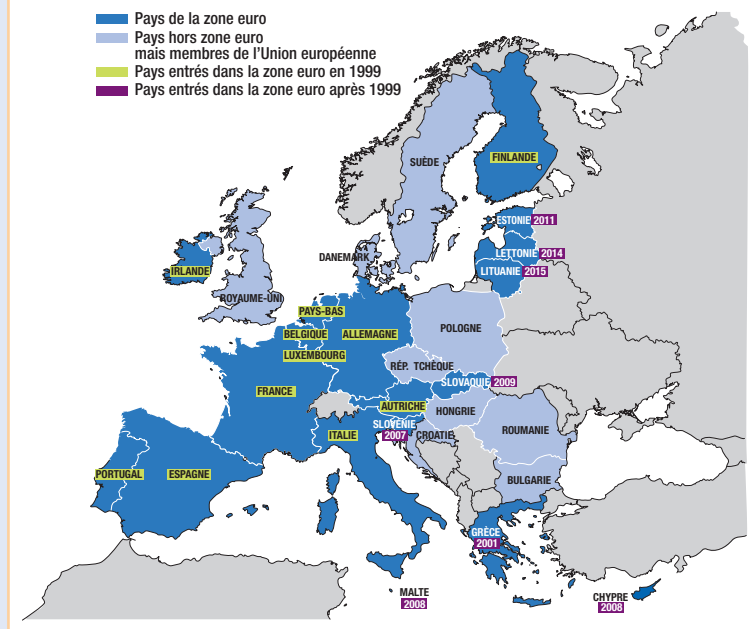 Pays de la zone euro
Pays hors zone euro
mais membres de l'Union européenne
Pays entrés dans la zone euro en 1999
Pays entrés dans la zone euro après 1999
SUÈDE
FINLANDE
ESTONIE 2011
LETTONIE 2014
LITUANIE 2015
DANEMARK
IRLANDE
ROYAUME-UNI
PAYS-BAS
BELGIQUE
ALLEMAGNE
POLOGNE
LUXEMBOURG
RÉP. TCHÈQUE
SLOVAQUIE 2009
FRANCE
AUTRICHE
HONGRIE
SLOVÉNIE
2007
ITALIE
CROATIE
ROUMANIE
PORTUGAL
ESPAGNE
BULGARIE
GRÈCE
2001
MALTE
2008
CHYPRE
2008